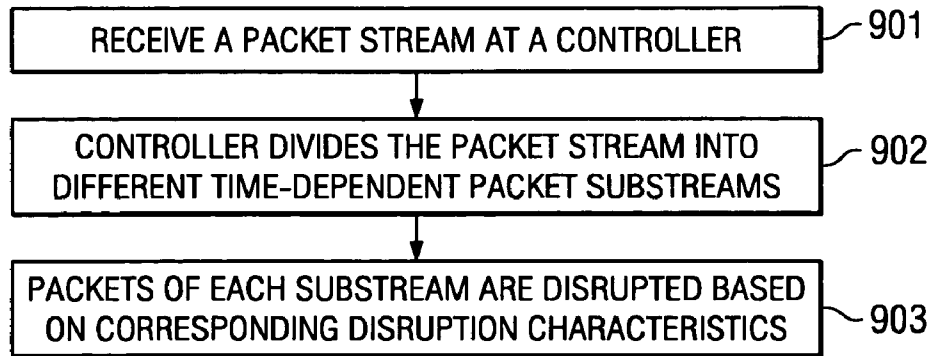 RECEIVE A PACKET STREAM AT A CONTROLLER
901
CONTROLLER DIVIDES THE PACKET STREAM INTO
DIFFERENT TIME-DEPENDENT PACKET SUBSTREAMS
902
PACKETS OF EACH SUBSTREAM ARE DISRUPTED BASED
ON CORRESPONDING DISRUPTION CHARACTERISTICS
903